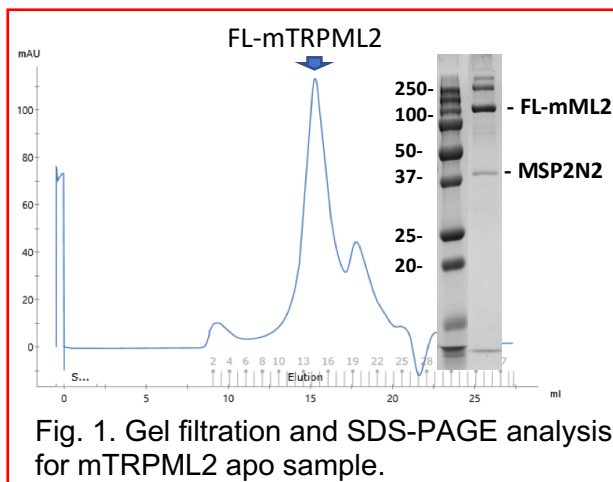 FL-mTRPML2
mAU
100
80
60
40
20
0
250-
100-
50-
37-
25-
20-
- FL-mML2
- MSP2N2
2 4 6 8 10 13 16 19 22 25 28 7
S... Elution
0 5 10 15 20 25 ml
Fig. 1. Gel filtration and SDS-PAGE analysis
for mTRPML2 apo sample.